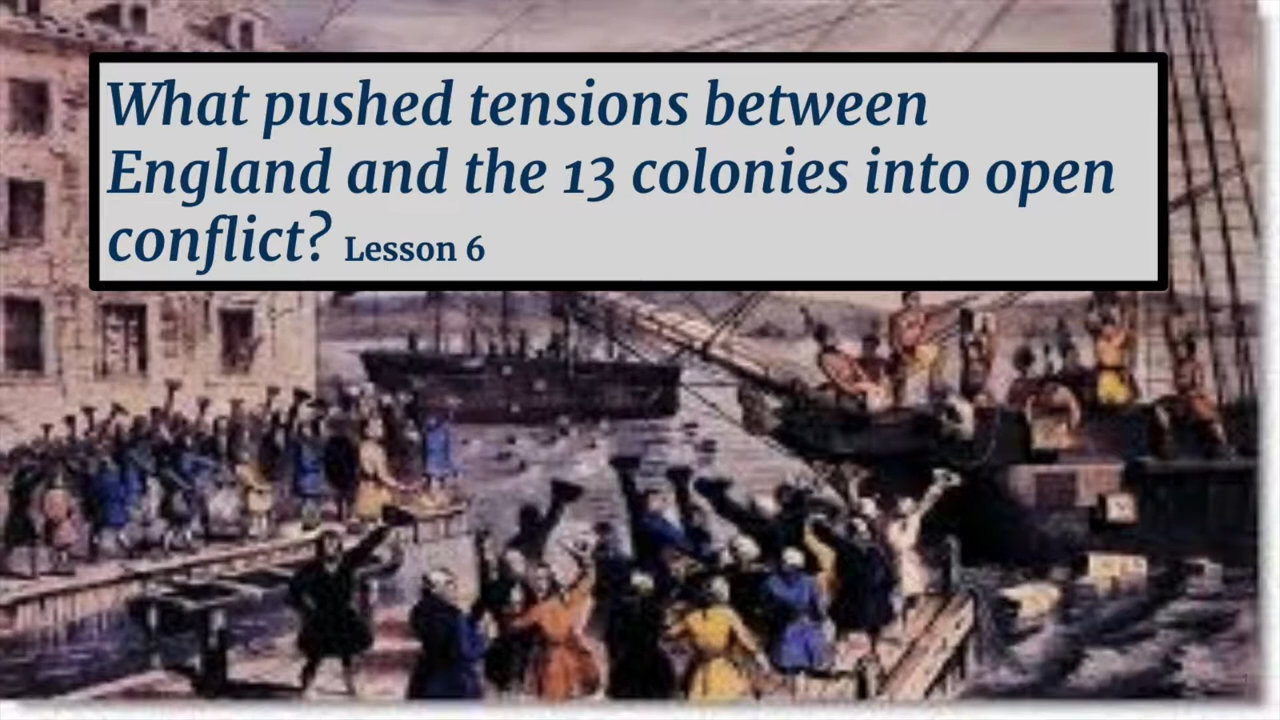 What pushed tensions between
England and the 13 colonies into open
conflict? Lesson 6